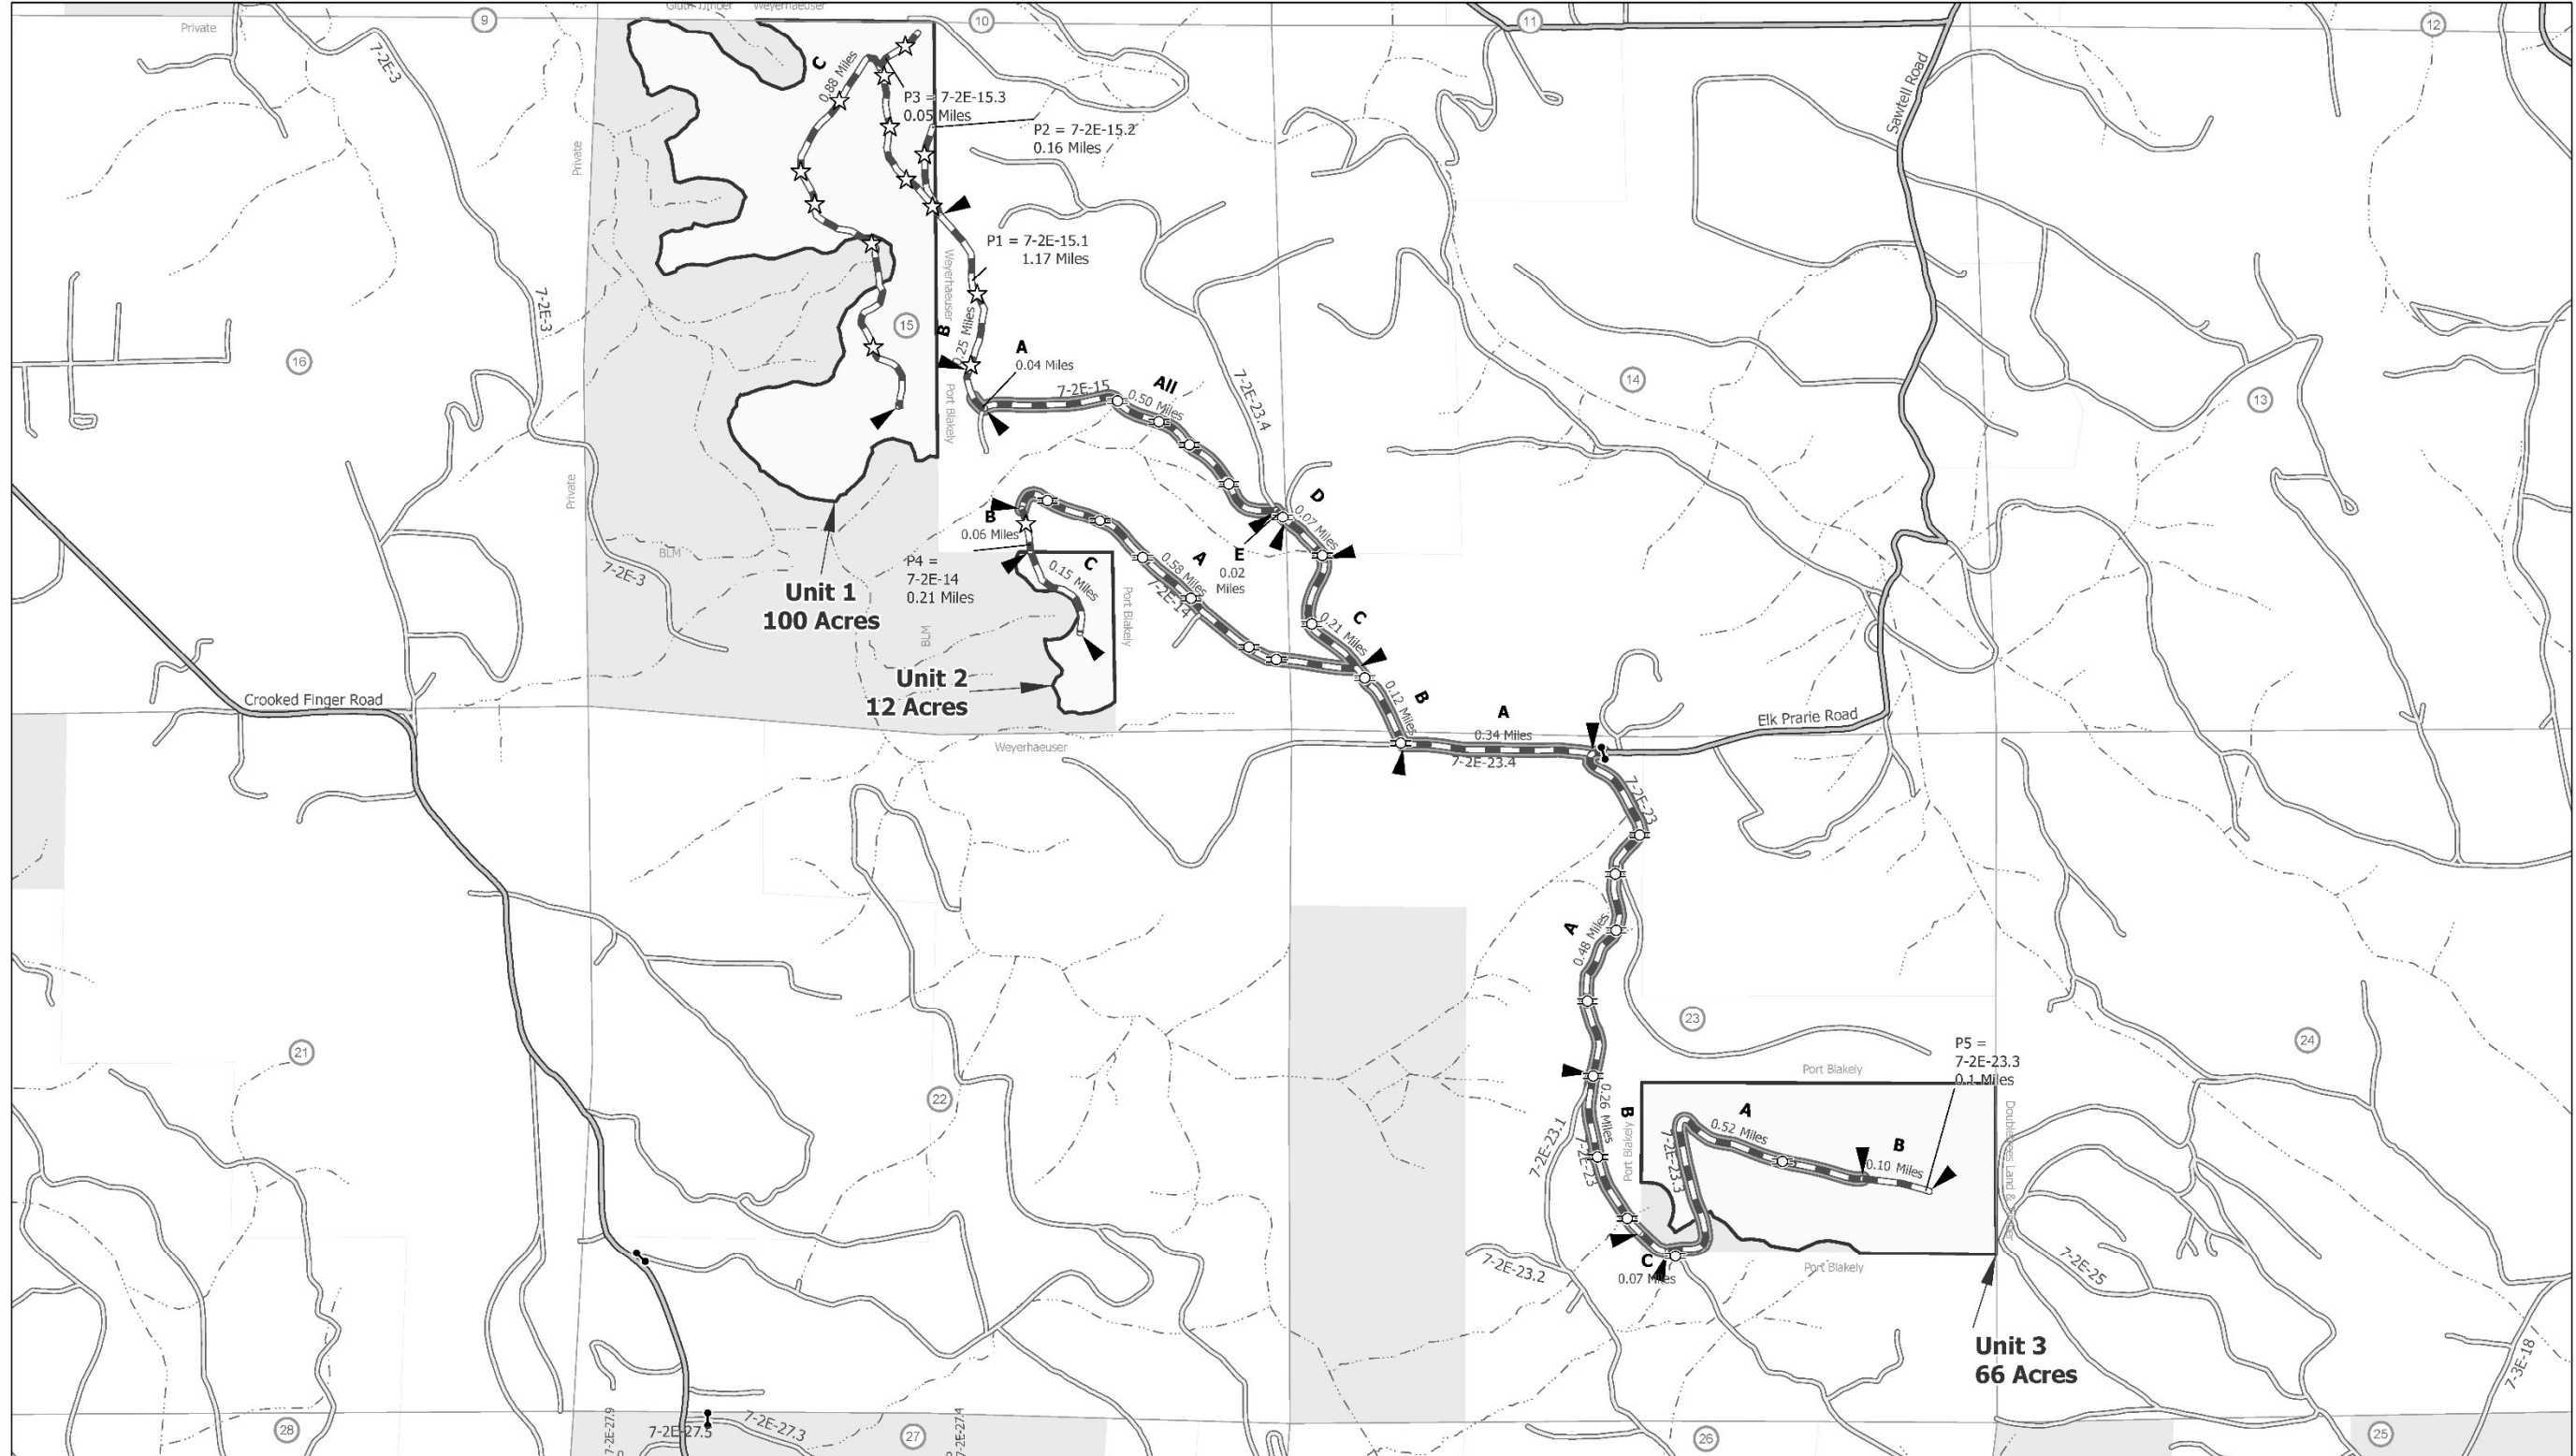 Private
9
Weyerhaeuser
10
11
12
7-2E-3
Sawtell Road
C
0.88 Miles
P3 = 7-2E-15.3
0.05 Miles
P2 = 7-2E-15.2
0.16 Miles
Private
P1 = 7-2E-15.1
1.17 Miles
Weyerhaeuser
7-2E-3
15
B
0.25 Miles
A
0.04 Miles
16
14
13
Port Blakely
7-2E-15
All
0.50 Miles
7-2E-23.4
Private
D
0.07 Miles
B
0.06 Miles
E
0.02
Miles
BLM
7-2E-3
P4 =
7-2E-14
0.21 Miles
C
0.15 Miles
A
0.58 Miles
7-2E-14
Port Blakely
Unit 1
100 Acres
BLM
C
0.21 Miles
Unit 2
12 Acres
B
0.12 Miles
Crooked Finger Road
A
0.34 Miles
7-2E-23.4
Elk Prarie Road
Weyerhaeuser
7-2E-23
A
0.48 Miles
23
24
21
22
P5 =
7-2E-23.3
0.1 Miles
Port Blakely
B
0.26 Miles
7-2E-23.1
7-2E-23
Port Blakely
A
0.52 Miles
7-2E-23.3
B
0.10 Miles
C
0.07 Miles
7-2E-23.2
Port Blakely
7-2E-25
Unit 3
66 Acres
7-3E-18
28
7-2E-27.9
7-2E-27.5
7-2E-27.3
27
7-2E-27.4
26
25